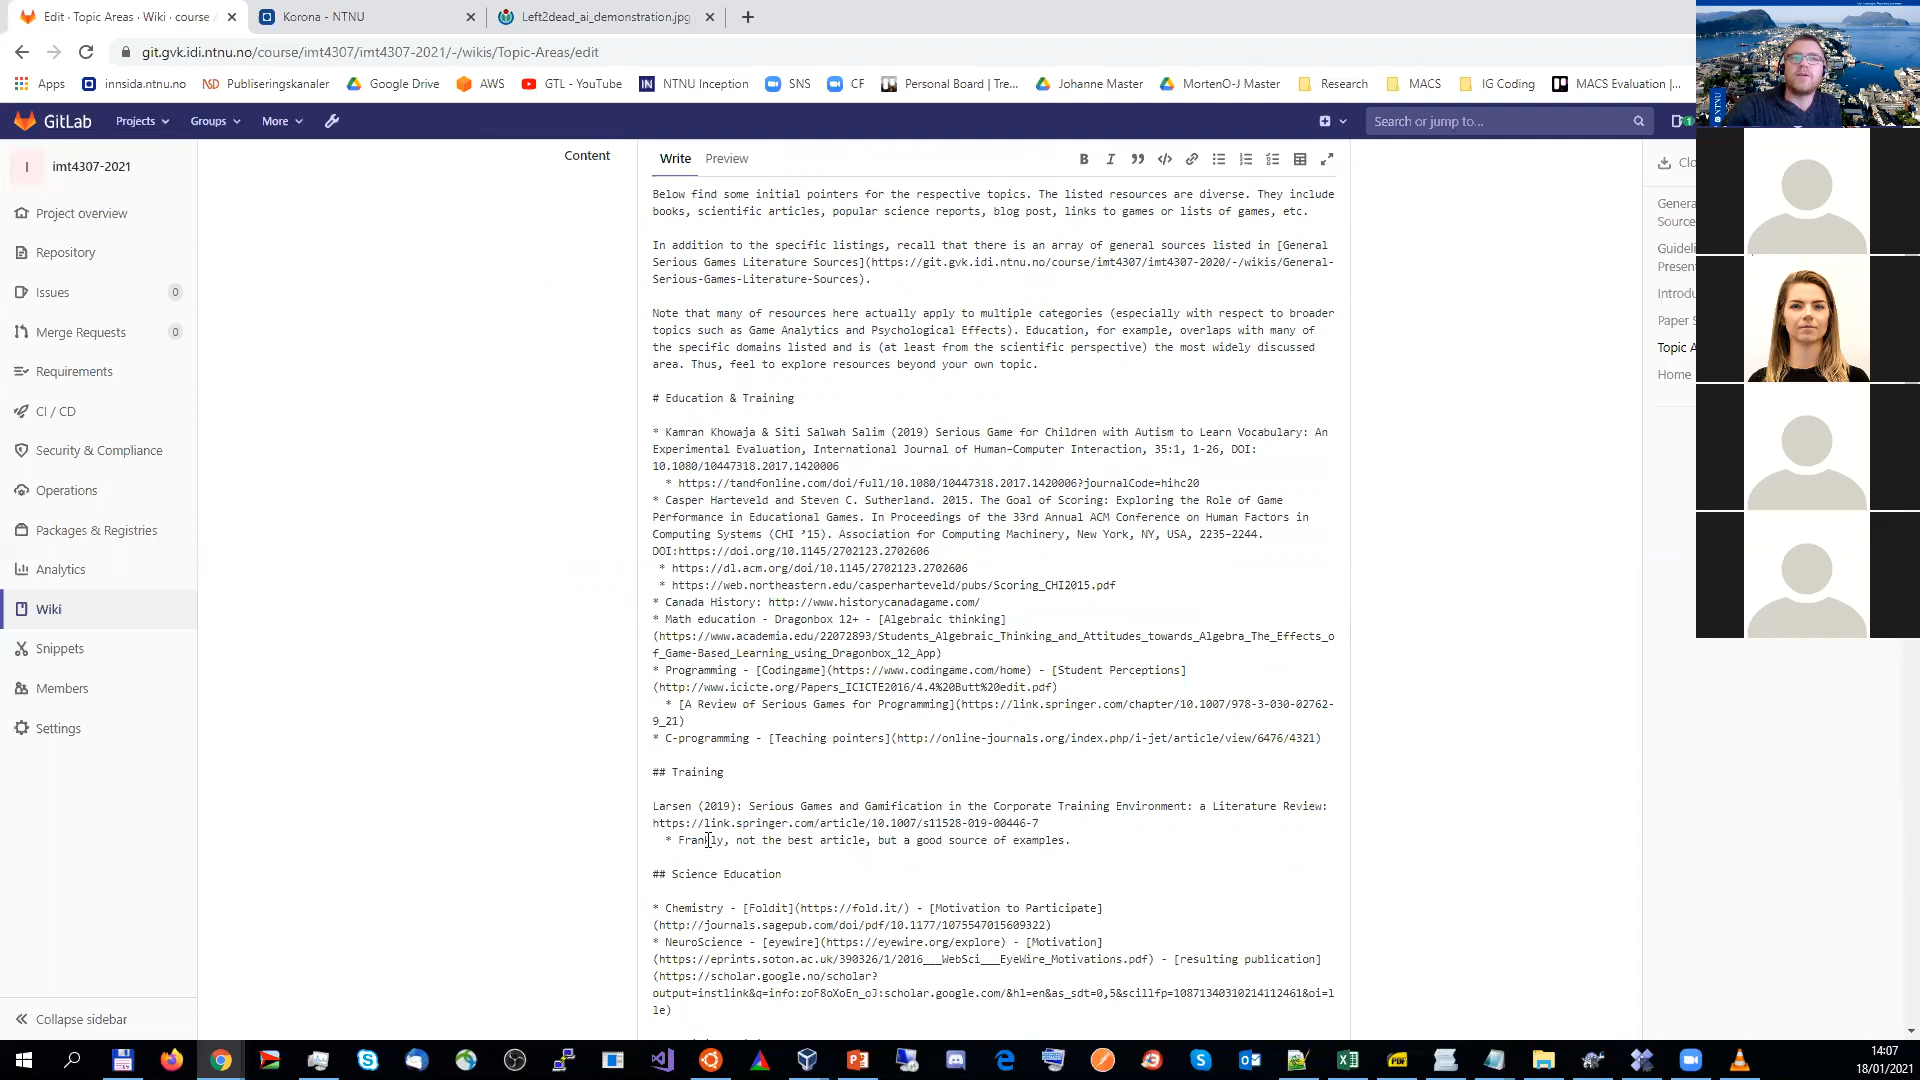 Edit · Topic Areas · Wiki · course
Korona - NTNU
Left2dead_ai_demonstration.jpg
git.gvk.idi.ntnu.no/course/imt4307/imt4307-2021/-/wikis/Topic-Areas/edit
Apps innsida.ntnu.no Publiseringskanaler Google Drive AWS GTL - YouTube NTNU Inception SNS CF Personal Board | Tre... Johanne Master MortenO-J Master Research MACS IG Coding MACS Evaluation |...
GitLab Projects Groups More Search or jump to... 1
I imt4307-2021
Project overview
Repository
Issues 0
Merge Requests 0
Requirements
CI / CD
Security & Compliance
Operations
Packages & Registries
Analytics
Wiki
Snippets
Members
Settings
Collapse sidebar
Content
Write Preview
Below find some initial pointers for the respective topics. The listed resources are diverse. They include
books, scientific articles, popular science reports, blog post, links to games or lists of games, etc.
In addition to the specific listings, recall that there is an array of general sources listed in [General
Serious Games Literature Sources](https://git.gvk.idi.ntnu.no/course/imt4307/imt4307-2020/-/wikis/General-
Serious-Games-Literature-Sources).
Note that many of resources here actually apply to multiple categories (especially with respect to broader
topics such as Game Analytics and Psychological Effects). Education, for example, overlaps with many of
the specific domains listed and is (at least from the scientific perspective) the most widely discussed
area. Thus, feel to explore resources beyond your own topic.
# Education & Training
* Kamran Khowaja & Siti Salwah Salim (2019) Serious Game for Children with Autism to Learn Vocabulary: An
Experimental Evaluation, International Journal of Human–Computer Interaction, 35:1, 1-26, DOI:
10.1080/10447318.2017.1420006
* https://tandfonline.com/doi/full/10.1080/10447318.2017.1420006?journalCode=hihc20
* Casper Harteveld and Steven C. Sutherland. 2015. The Goal of Scoring: Exploring the Role of Game
Performance in Educational Games. In Proceedings of the 33rd Annual ACM Conference on Human Factors in
Computing Systems (CHI ’15). Association for Computing Machinery, New York, NY, USA, 2235–2244.
DOI:https://doi.org/10.1145/2702123.2702606
* https://dl.acm.org/doi/10.1145/2702123.2702606
* https://web.northeastern.edu/casperharteveld/pubs/Scoring_CHI2015.pdf
* Canada History: http://www.historycanadagame.com/
* Math education - Dragonbox 12+ - [Algebraic thinking]
(https://www.academia.edu/22072893/Students_Algebraic_Thinking_and_Attitudes_towards_Algebra_The_Effects_o
f_Game-Based_Learning_using_Dragonbox_12_App)
* Programming - [Codingame](https://www.codingame.com/home) - [Student Perceptions]
(http://www.icicte.org/Papers_ICICTE2016/4.4%20Butt%20edit.pdf)
* [A Review of Serious Games for Programming](https://link.springer.com/chapter/10.1007/978-3-030-02762-
9_21)
* C-programming - [Teaching pointers](http://online-journals.org/index.php/i-jet/article/view/6476/4321)
## Training
Larsen (2019): Serious Games and Gamification in the Corporate Training Environment: a Literature Review:
https://link.springer.com/article/10.1007/s11528-019-00446-7
* Frankly, not the best article, but a good source of examples.
## Science Education
* Chemistry - [Foldit](https://fold.it/) - [Motivation to Participate]
(http://journals.sagepub.com/doi/pdf/10.1177/1075547015609322)
* NeuroScience - [eyewire](https://eyewire.org/explore) - [Motivation]
(https://eprints.soton.ac.uk/390326/1/2016___WebSci___EyeWire_Motivations.pdf) - [resulting publication]
(https://scholar.google.no/scholar?
output=instlink&q=info:zoF8oXoEn_oJ:scholar.google.com/&hl=en&as_sdt=0,5&scillfp=10871340310214112461&oi=l
le)
Clo
Genera
Source
Guideli
Presen
Introdu
Paper S
Topic A
Home
NTNU
14:07
18/01/2021